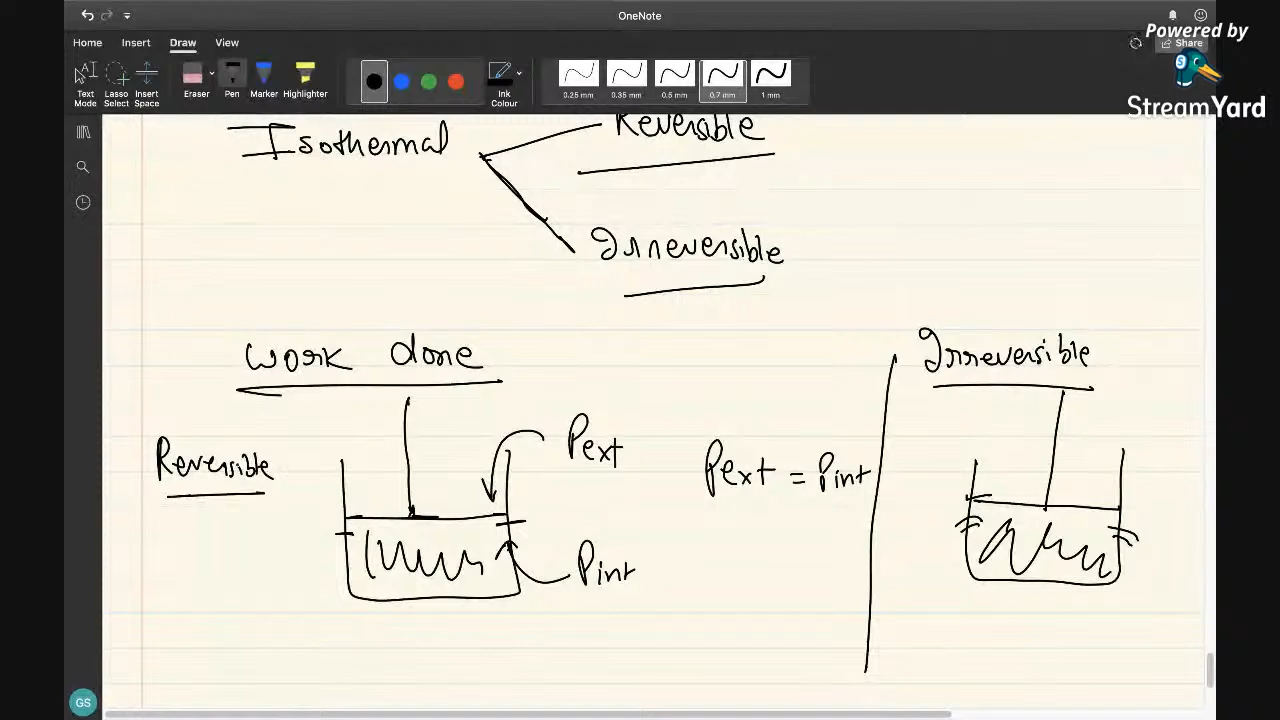 OneNote
Powered by
StreamYard
Home Insert Draw View
Share
Text Mode
Lasso Select
Insert Space
Eraser
Pen
Marker
Highlighter
Ink Colour
0.25 mm
0.35 mm
0.5 mm
0.7 mm
1 mm
Isothermal
Reversible
Irreversible
Work done
Irreversible
Reversible
Pext
Pext = Pint
Pint
GS